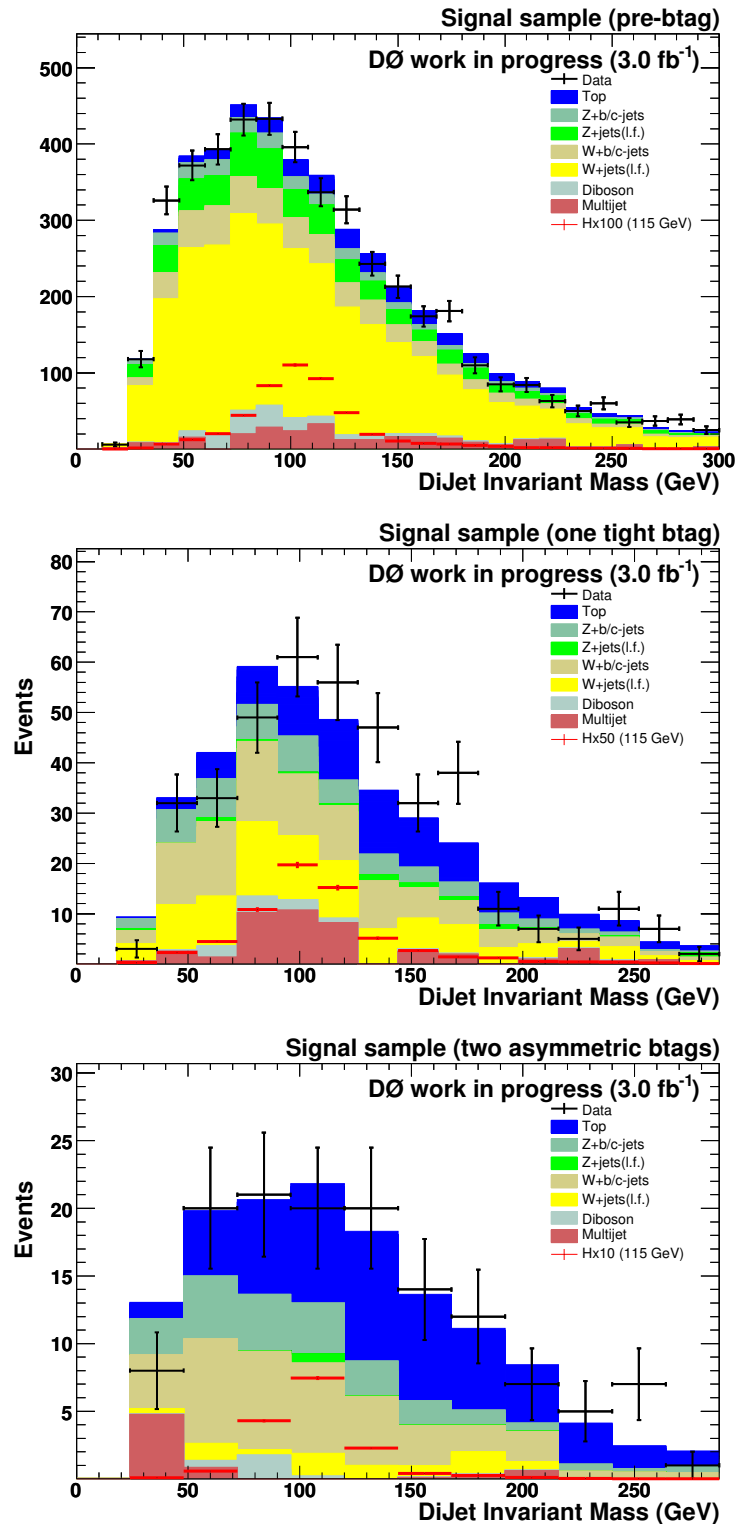 Signal sample (pre-btag)
DØ work in progress (3.0 fb-1)
500
400
300
200
100
Data
Top
Z+b/c-jets
Z+jets(l.f.)
W+b/c-jets
W+jets(l.f.)
Diboson
Multijet
Hx100 (115 GeV)
0 50 100 150 200 250 300
DiJet Invariant Mass (GeV)
Signal sample (one tight btag)
DØ work in progress (3.0 fb-1)
Events
80
70
60
50
40
30
20
10
Data
Top
Z+b/c-jets
Z+jets(l.f.)
W+b/c-jets
W+jets(l.f.)
Diboson
Multijet
Hx50 (115 GeV)
0 50 100 150 200 250
DiJet Invariant Mass (GeV)
Signal sample (two asymmetric btags)
DØ work in progress (3.0 fb-1)
Events
30
25
20
15
10
5
Data
Top
Z+b/c-jets
Z+jets(l.f.)
W+b/c-jets
W+jets(l.f.)
Diboson
Multijet
Hx10 (115 GeV)
0 50 100 150 200 250
DiJet Invariant Mass (GeV)